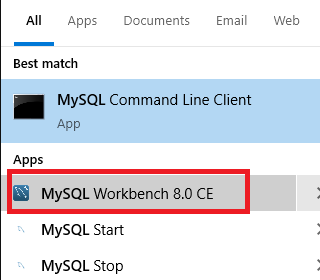 All Apps Documents Email Web
Best match
MySQL Command Line Client
App
Apps
MySQL Workbench 8.0 CE
MySQL Start
MySQL Stop